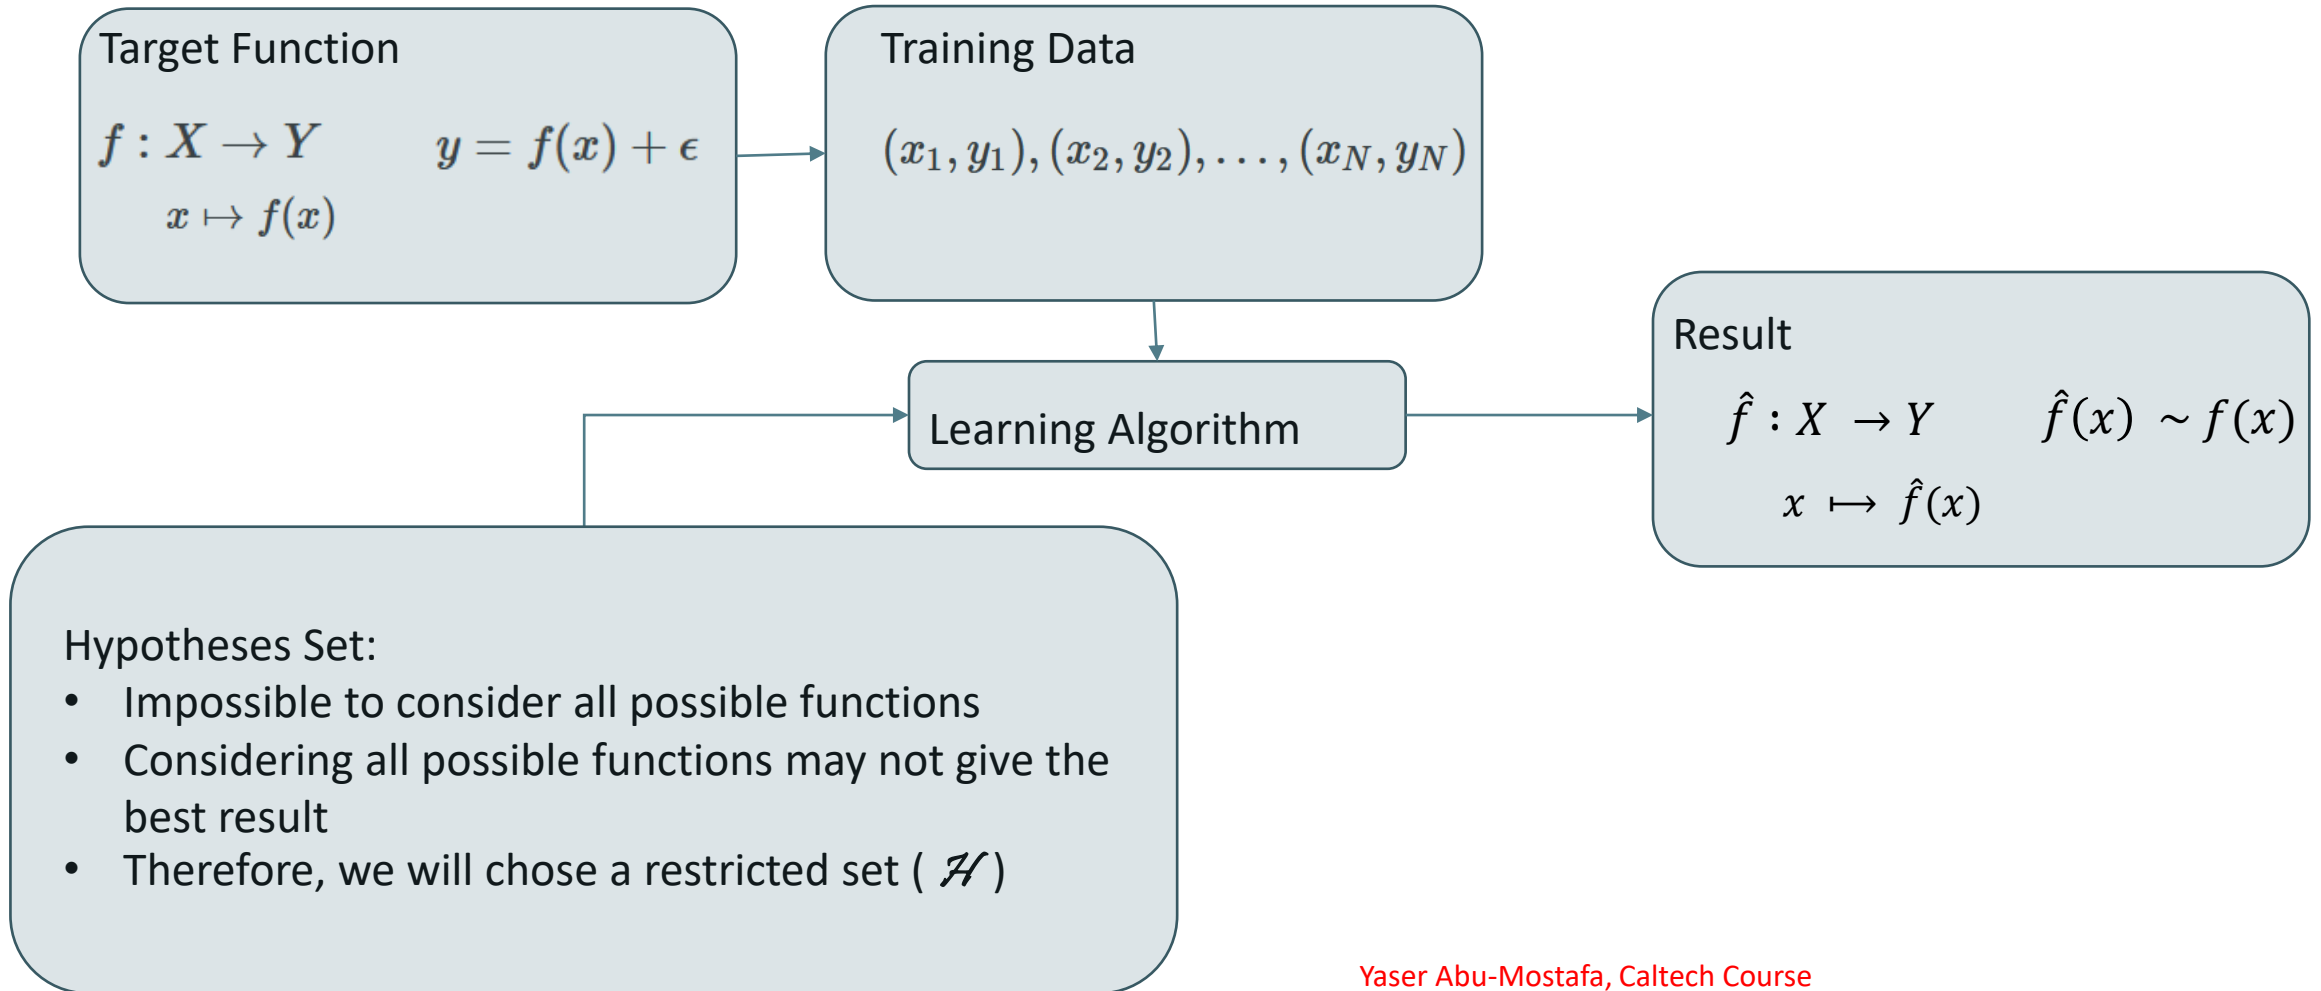 Target Function
f : X → Y
y = f(x) + ϵ
x ↦ f(x)
Training Data
(x₁, y₁), (x₂, y₂), . . . , (x_N, y_N)
Learning Algorithm
Result
f̂ : X → Y
f̂(x) ~ f(x)
x ↦ f̂(x)
Hypotheses Set:
• Impossible to consider all possible functions
• Considering all possible functions may not give the
best result
• Therefore, we will chose a restricted set ( ℋ )
Yaser Abu-Mostafa, Caltech Course